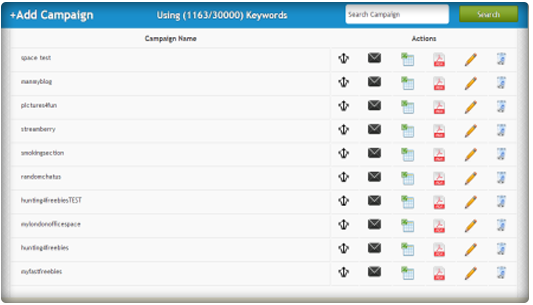 +Add Campaign Using (1163/30000) Keywords Search Campaign Search
Campaign Name Actions
space test
manmyblog
pictures4fun
streamberry
smokingsection
randomchatus
hunting4freebiesTEST
mylondonofficespace
hunting4freebies
myfastfreebies